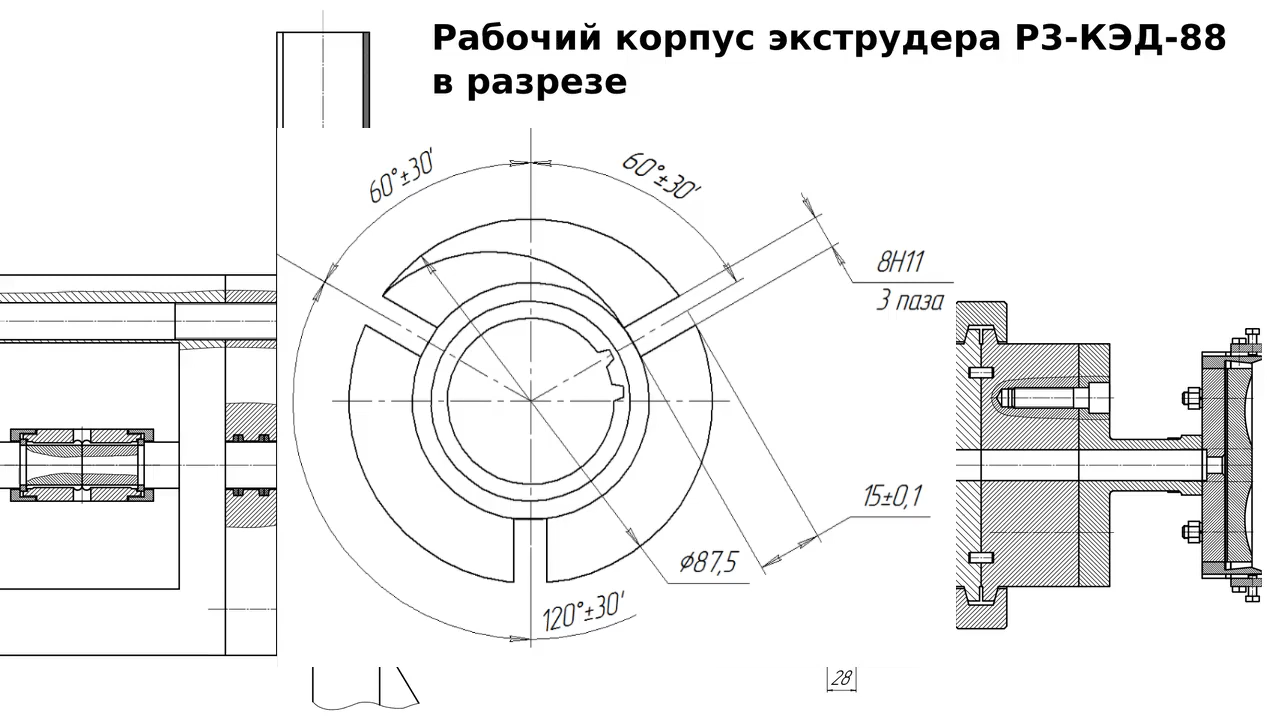 Рабочий корпус экструдера РЗ-КЭД-88
в разрезе
60°±30'
60°±30'
8Н11
3 паза
15±0,1
ϕ87,5
120°±30'
28